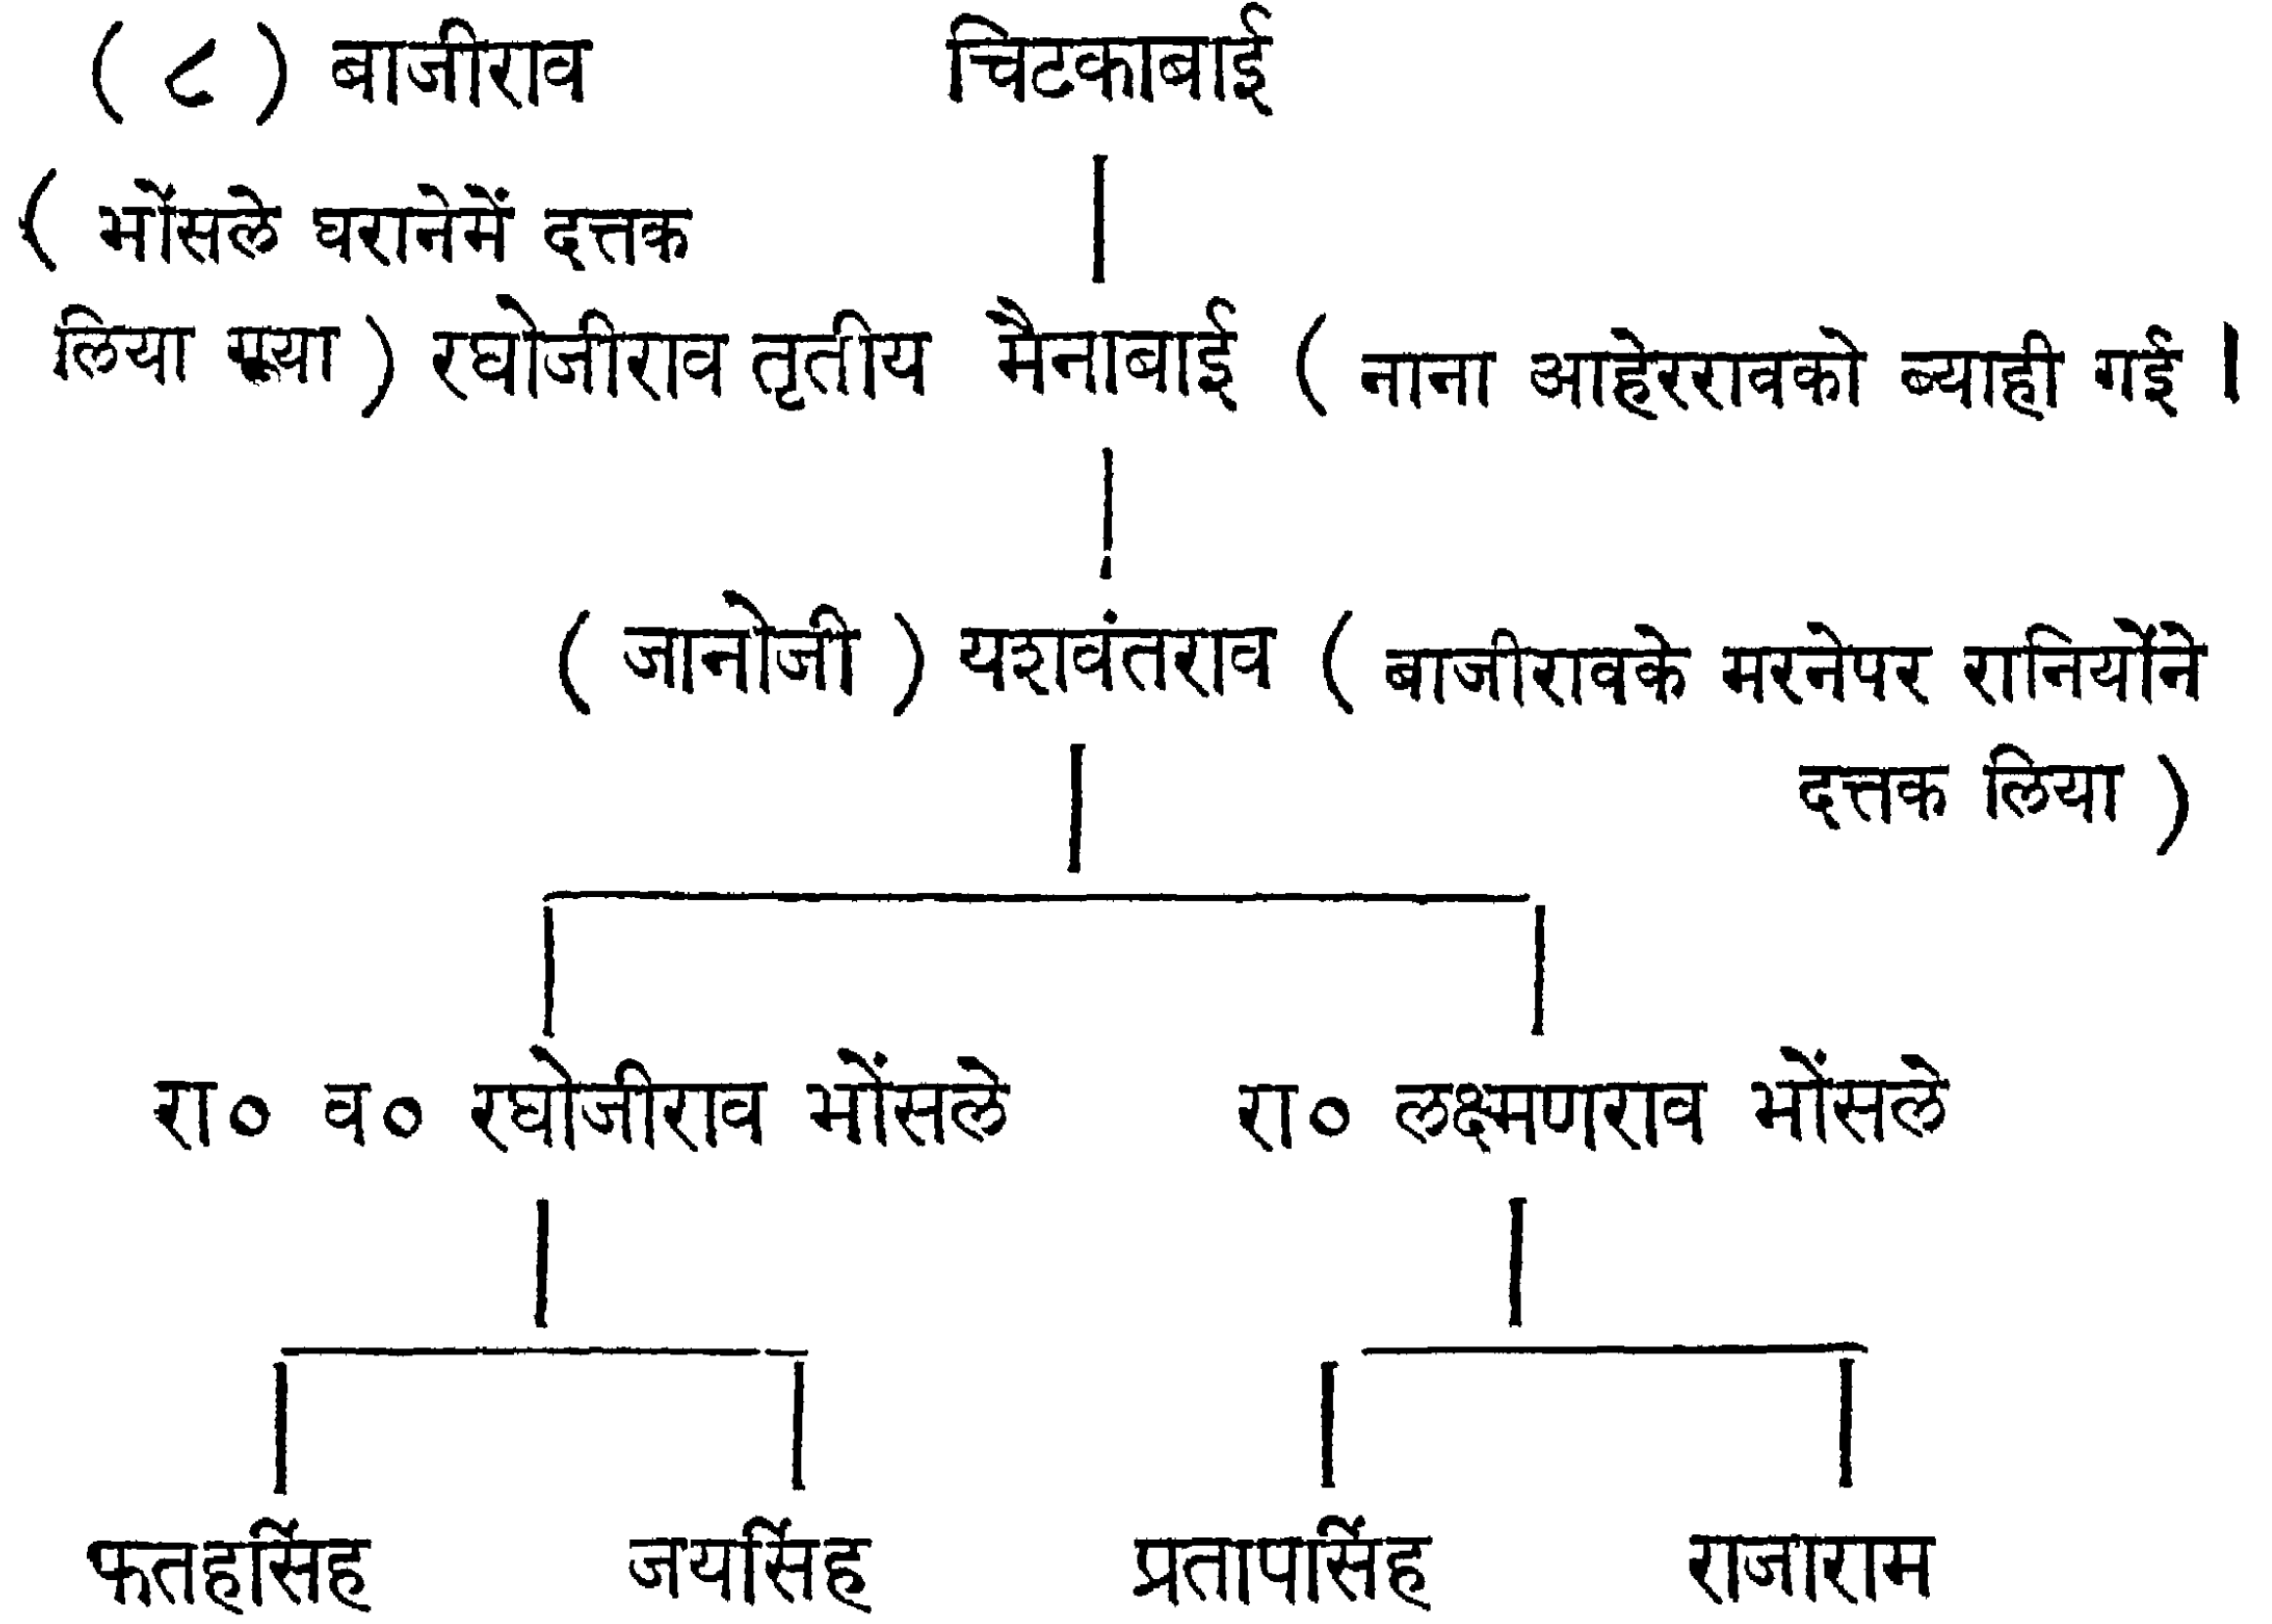 ( ८ ) बाजीराव चिटकाबाई
( भोंसले घरानेमें दत्तक
लिया गया ) रघोजीराव तृतीय मैनाबाई ( नाना आहेररावको ब्याही गई |
( जानोजी ) यशवंतराव ( बाजीरावके मरनेपर रानियोंने
दत्तक लिया )
रा० व० रघोजीराव भोंसले रा० लक्ष्मणराव भोंसले
फतहसिंह जयसिंह प्रतापसिंह राजाराम